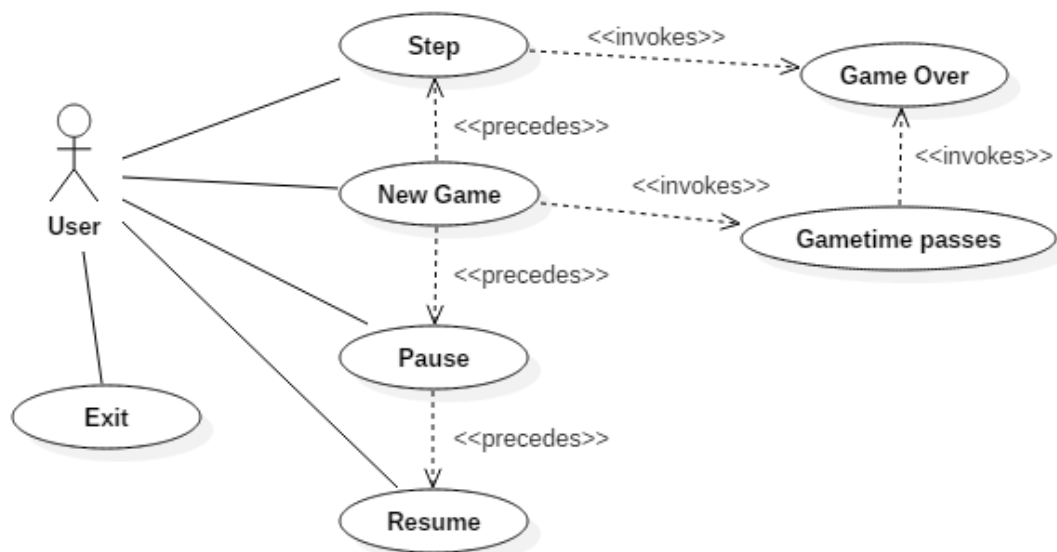 Step
<<invokes>>
Game Over
<<precedes>>
<<invokes>>
New Game
<<invokes>>
User
Gametime passes
<<precedes>>
Pause
Exit
<<precedes>>
Resume